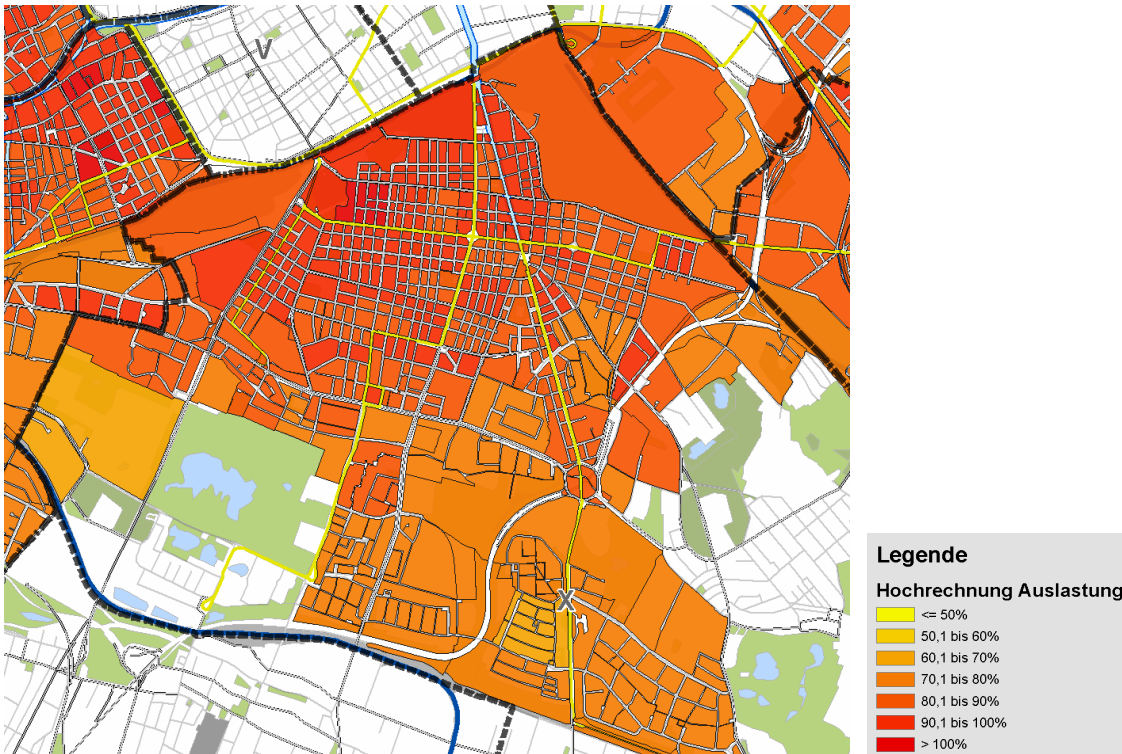 V
X
Legende
Hochrechnung Auslastung
<= 50%
50,1 bis 60%
60,1 bis 70%
70,1 bis 80%
80,1 bis 90%
90,1 bis 100%
> 100%